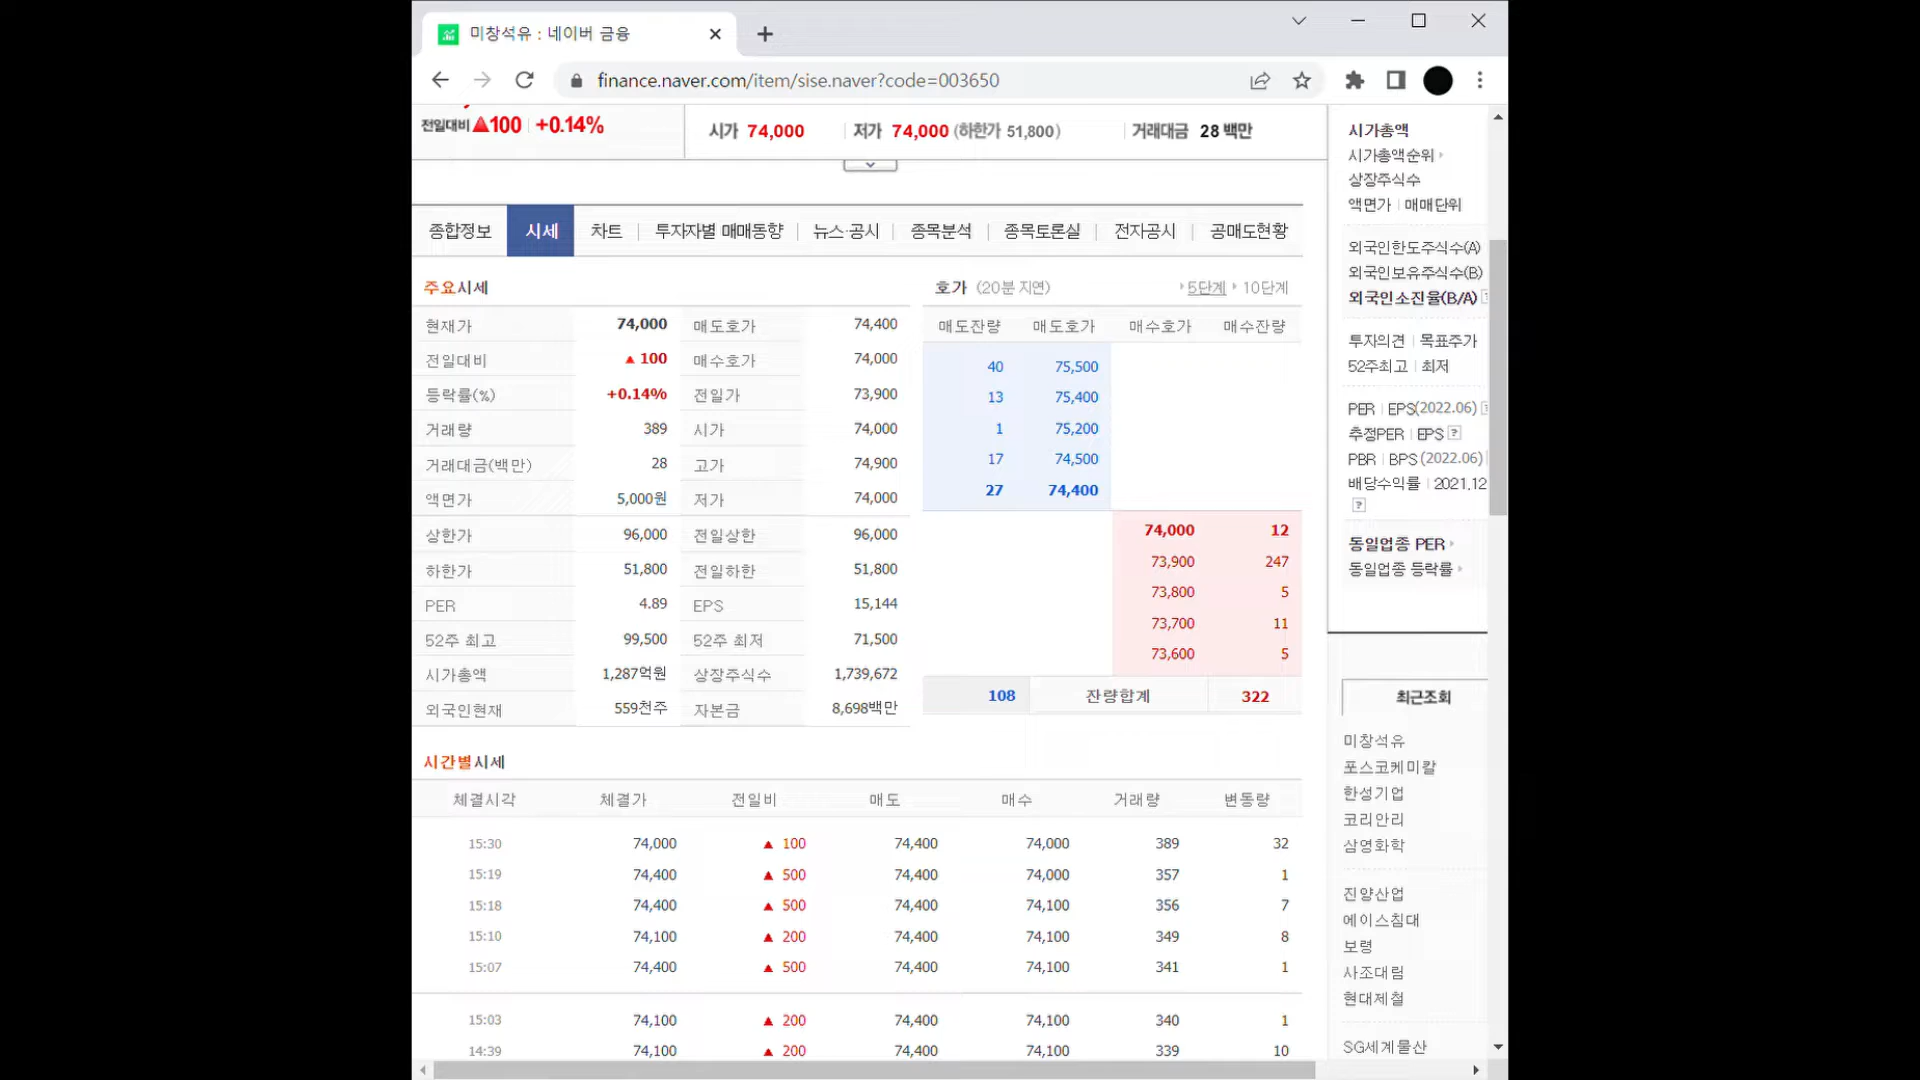 미창석유 : 네이버 금융
finance.naver.com/item/sise.naver?code=003650
전일대비 ▲100 +0.14%
시가 74,000 저가 74,000 (하한가 51,800) 거래대금 28 백만
종합정보 시세 차트 투자자별 매매동향 뉴스·공시 종목분석 종목토론실 전자공시 공매도현황
주요시세
현재가 74,000 매도호가 74,400
전일대비 ▲ 100 매수호가 74,000
등락률(%) +0.14% 전일가 73,900
거래량 389 시가 74,000
거래대금(백만) 28 고가 74,900
액면가 5,000원 저가 74,000
상한가 96,000 전일상한 96,000
하한가 51,800 전일하한 51,800
PER 4.89 EPS 15,144
52주 최고 99,500 52주 최저 71,500
시가총액 1,287억원 상장주식수 1,739,672
외국인현재 559천주 자본금 8,698백만
호가 (20분 지연) 5단계 10단계
매도잔량 매도호가 매수호가 매수잔량
40 75,500
13 75,400
1 75,200
17 74,500
27 74,400
74,000 12
73,900 247
73,800 5
73,700 11
73,600 5
108 잔량합계 322
시간별시세
체결시각 체결가 전일비 매도 매수 거래량 변동량
15:30 74,000 ▲ 100 74,400 74,000 389 32
15:19 74,400 ▲ 500 74,400 74,000 357 1
15:18 74,400 ▲ 500 74,400 74,100 356 7
15:10 74,100 ▲ 200 74,400 74,100 349 8
15:07 74,400 ▲ 500 74,400 74,100 341 1
15:03 74,100 ▲ 200 74,400 74,100 340 1
14:39 74,100 ▲ 200 74,400 74,100 339 10
시가총액
시가총액순위
상장주식수
액면가 매매단위
외국인한도주식수(A)
외국인보유주식수(B)
외국인소진율(B/A)
투자의견 목표주가
52주최고 최저
PER EPS(2022.06)
추정PER EPS ?
PBR BPS (2022.06)
배당수익률 2021.12
?
동일업종 PER
동일업종 등락률
최근조회
미창석유
포스코케미칼
한성기업
코리안리
삼영화학
진양산업
에이스침대
보령
사조대림
현대제철
SG세계물산